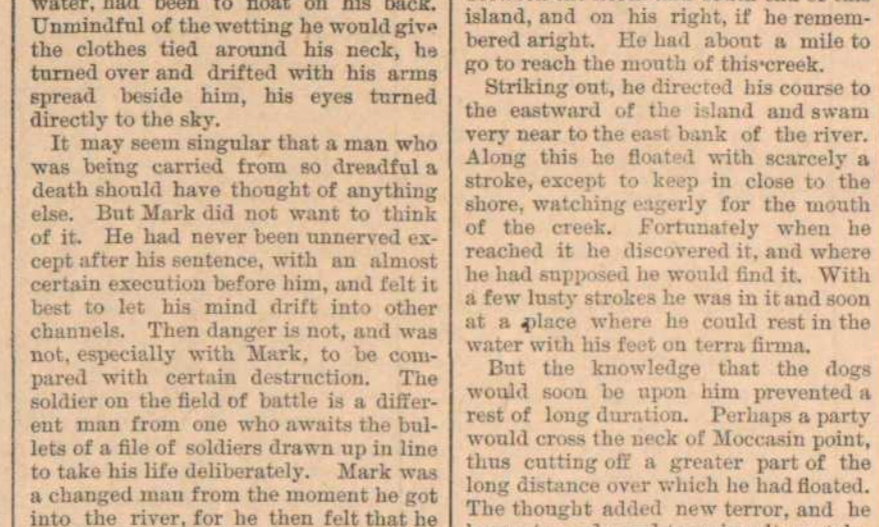 water, had been to float on his back.
Unmindful of the wetting he would give
the clothes tied around his neck, he
turned over and drifted with his arms
spread beside him, his eyes turned
directly to the sky.
It may seem singular that a man who
was being carried from so dreadful a
death should have thought of anything
else. But Mark did not want to think
of it. He had never been unnerved ex-
cept after his sentence, with an almost
certain execution before him, and felt it
best to let his mind drift into other
channels. Then danger is not, and was
not, especially with Mark, to be com-
pared with certain destruction. The
soldier on the field of battle is a differ-
ent man from one who awaits the bul-
lets of a file of soldiers drawn up in line
to take his life deliberately. Mark was
a changed man from the moment he got
into the river, for he then felt that he
island, and on his right, if he remem-
bered aright. He had about a mile to
go to reach the mouth of this creek.
Striking out, he directed his course to
the eastward of the island and swam
very near to the east bank of the river.
Along this he floated with scarcely a
stroke, except to keep in close to the
shore, watching eagerly for the mouth
of the creek. Fortunately when he
reached it he discovered it, and where
he had supposed he would find it. With
a few lusty strokes he was in it and soon
at a place where he could rest in the
water with his feet on terra firma.
But the knowledge that the dogs
would soon be upon him prevented a
rest of long duration. Perhaps a party
would cross the neck of Moccasin point,
thus cutting off a greater part of the
long distance over which he had floated.
The thought added new terror, and he